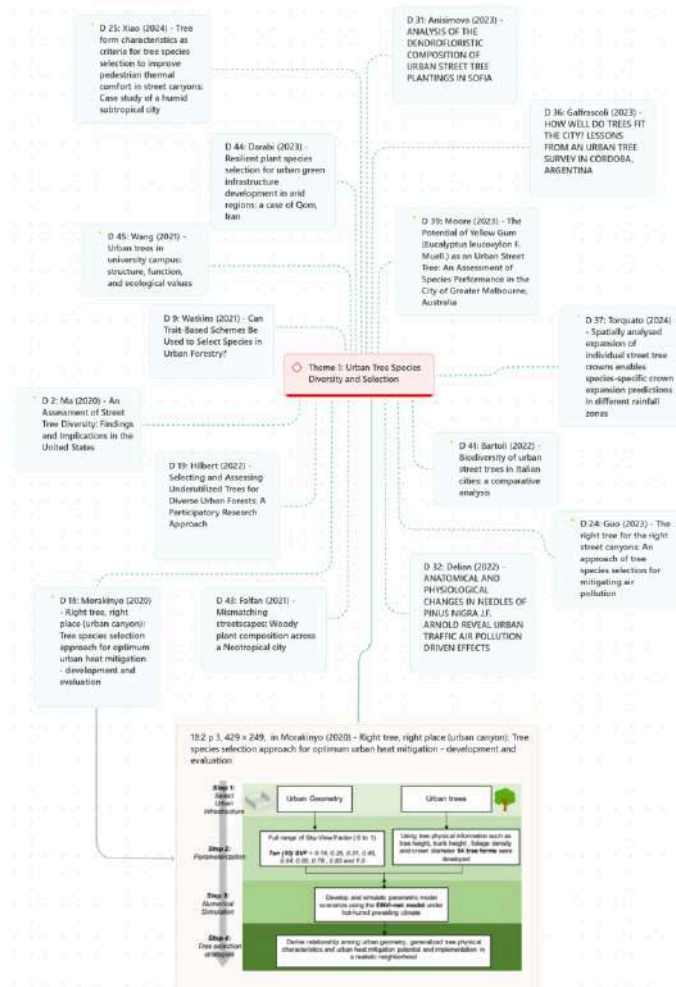 D 25: Xiao (2024) - Tree
form characteristics as
criteria for tree species
selection to improve
pedestrian thermal
comfort in street canyons:
Case study of a humid
subtropical city
D 31: Anisimova (2023) -
ANALYSIS OF THE
DENDROFLORISTIC
COMPOSITION OF
URBAN STREET TREE
PLANTINGS IN SOFIA
D 36: Galfrascoli (2023) -
HOW WELL DO TREES FIT
THE CITY? LESSONS
FROM AN URBAN TREE
SURVEY IN CÓRDOBA,
ARGENTINA
D 44: Darabi (2023) -
Resilient plant species
selection for urban green
infrastructure
development in arid
regions: a case of Qom,
Iran
D 39: Moore (2023) - The
Potential of Yellow Gum
(Eucalyptus leucoxylon F.
Muell.) as an Urban Street
Tree: An Assessment of
Species Performance in the
City of Greater Melbourne,
Australia
D 45: Wang (2021) -
Urban trees in
university campus:
structure, function,
and ecological values
D 9: Watkins (2021) - Can
Trait-Based Schemes Be
Used to Select Species in
Urban Forestry?
D 37: Torquato (2024)
- Spatially analysed
expansion of
individual street tree
crowns enables
species-specific crown
expansion predictions
in different rainfall
zones
Theme 1: Urban Tree Species
Diversity and Selection
D 2: Ma (2020) - An
Assessment of Street
Tree Diversity: Findings
and Implications in the
United States
D 41: Bartoli (2022) -
Biodiversity of urban
street trees in Italian
cities: a comparative
analysis
D 19: Hilbert (2022) -
Selecting and Assessing
Underutilized Trees for
Diverse Urban Forests: A
Participatory Research
Approach
D 24: Guo (2023) - The
right tree for the right
street canyons: An
approach of tree
species selection for
mitigating air
pollution
D 32: Delian (2022) -
ANATOMICAL AND
PHYSIOLOGICAL
CHANGES IN NEEDLES OF
PINUS NIGRA J.F.
ARNOLD REVEAL URBAN
TRAFFIC AIR POLLUTION
DRIVEN EFFECTS
D 18: Morakinyo (2020)
- Right tree, right
place (urban canyon):
Tree species selection
approach for optimum
urban heat mitigation
- development and
evaluation
D 43: Falfan (2021) -
Mismatching
streetscapes: Woody
plant composition across
a Neotropical city
18:2 p 3, 429 x 249, in Morakinyo (2020) - Right tree, right place (urban canyon): Tree
species selection approach for optimum urban heat mitigation - development and
evaluation
Step 1:
Select
Urban
Infrastructure
Urban Geometry
Urban trees
Step 2:
Parameterization
Full range of Sky-View Factor (0 to 1)
Using tree physical information such as
tree height, trunk height, foliage density
and crown diameter 54 tree forms were
developed
Step 3:
Numerical
Simulation
Develop and simulate parametric model
scenarios using the ENVI-met model under
hot-humid prevailing climate
Step 4:
Tree selection
strategies
Derive relationship among urban geometry, generalized tree physical
characteristics and urban heat mitigation potential and implementation in
a realistic neighborhood